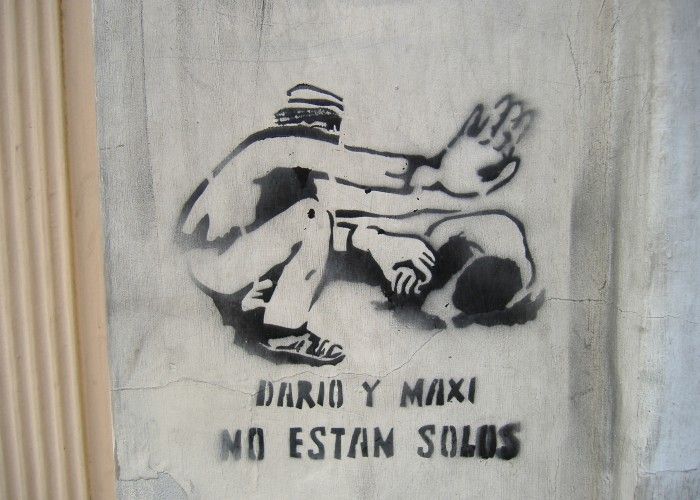 DARIO Y MAXI
NO ESTAN SOLOS